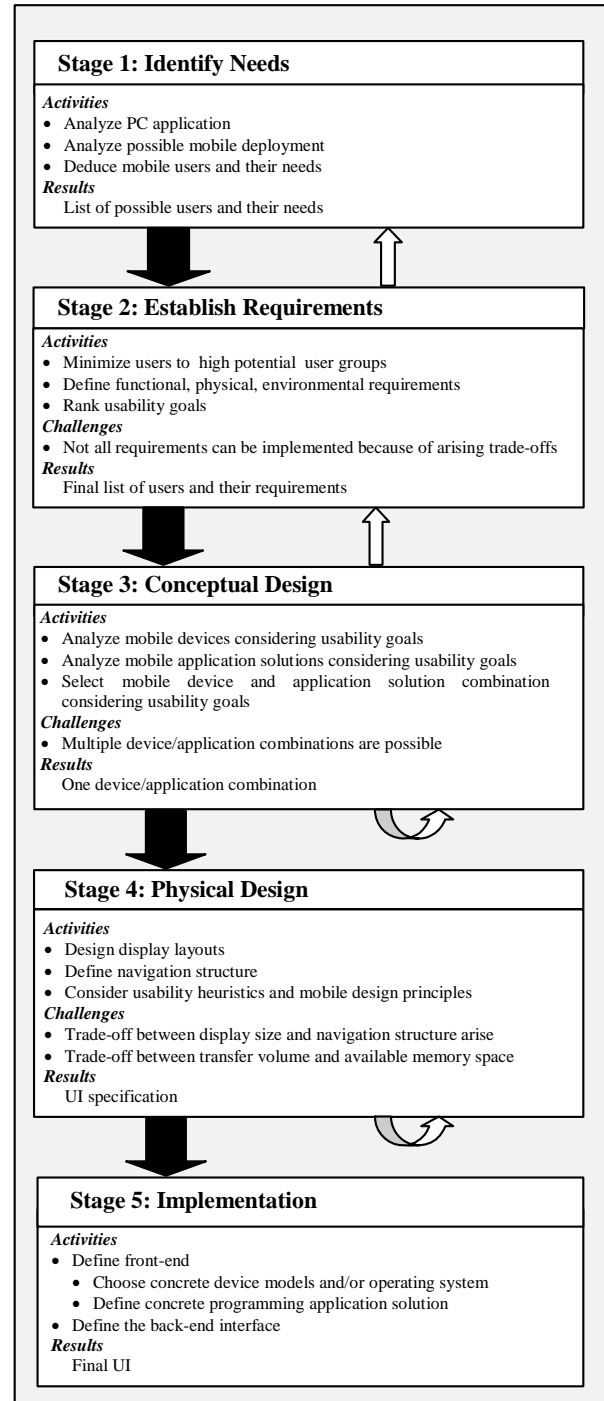 Stage 1: Identify Needs
Activities
• Analyze PC application
• Analyze possible mobile deployment
• Deduce mobile users and their needs
Results
List of possible users and their needs
Stage 2: Establish Requirements
Activities
• Minimize users to high potential user groups
• Define functional, physical, environmental requirements
• Rank usability goals
Challenges
• Not all requirements can be implemented because of arising trade-offs
Results
Final list of users and their requirements
Stage 3: Conceptual Design
Activities
• Analyze mobile devices considering usability goals
• Analyze mobile application solutions considering usability goals
• Select mobile device and application solution combination
considering usability goals
Challenges
• Multiple device/application combinations are possible
Results
One device/application combination
Stage 4: Physical Design
Activities
• Design display layouts
• Define navigation structure
• Consider usability heuristics and mobile design principles
Challenges
• Trade-off between display size and navigation structure arise
• Trade-off between transfer volume and available memory space
Results
UI specification
Stage 5: Implementation
Activities
• Define front-end
• Choose concrete device models and/or operating system
• Define concrete programming application solution
• Define the back-end interface
Results
Final UI